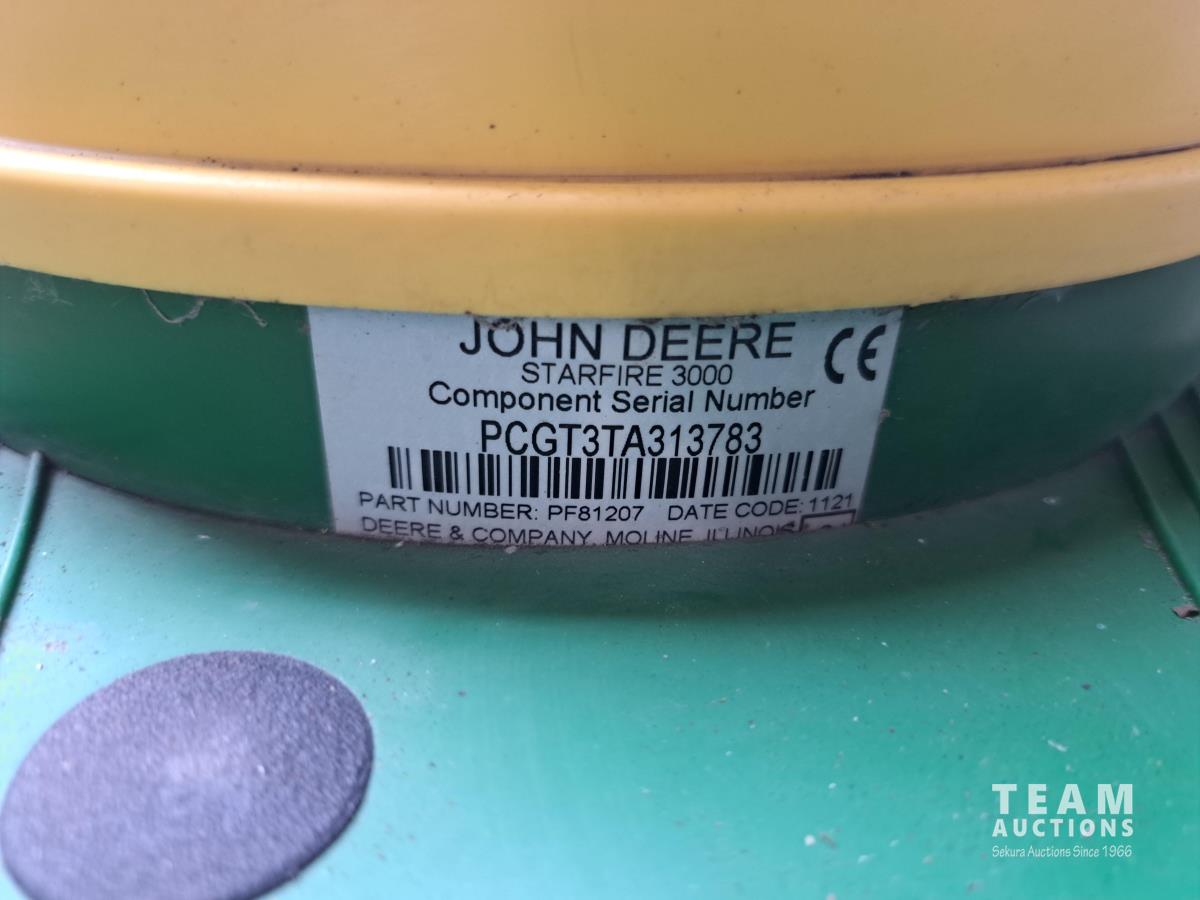 JOHN DEERE
CE
STARFIRE 3000
Component Serial Number
PCGT3TA313783
PART NUMBER: PF81207 DATE CODE: 1121
DEERE & COMPANY, MOLINE, ILLINOIS
TEAM
AUCTIONS
Sekura Auctions Since 1966